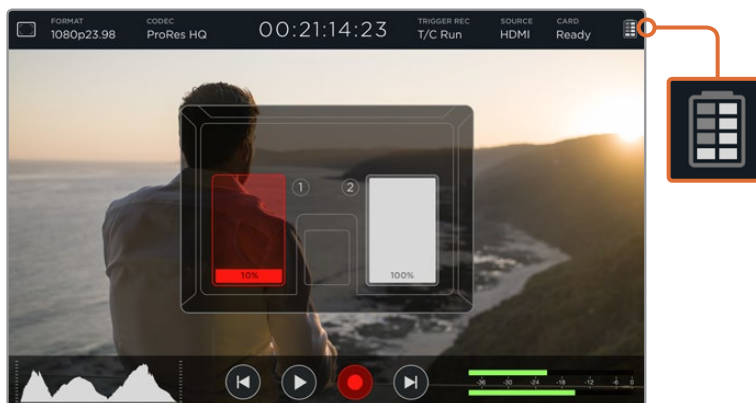 FORMAT CODEC TRIGGER REC SOURCE CARD
1080p23.98 ProRes HQ 00:21:14:23 T/C Run HDMI Ready
1 2
10% 100%
-36 -30 -24 -18 -12 -6 0